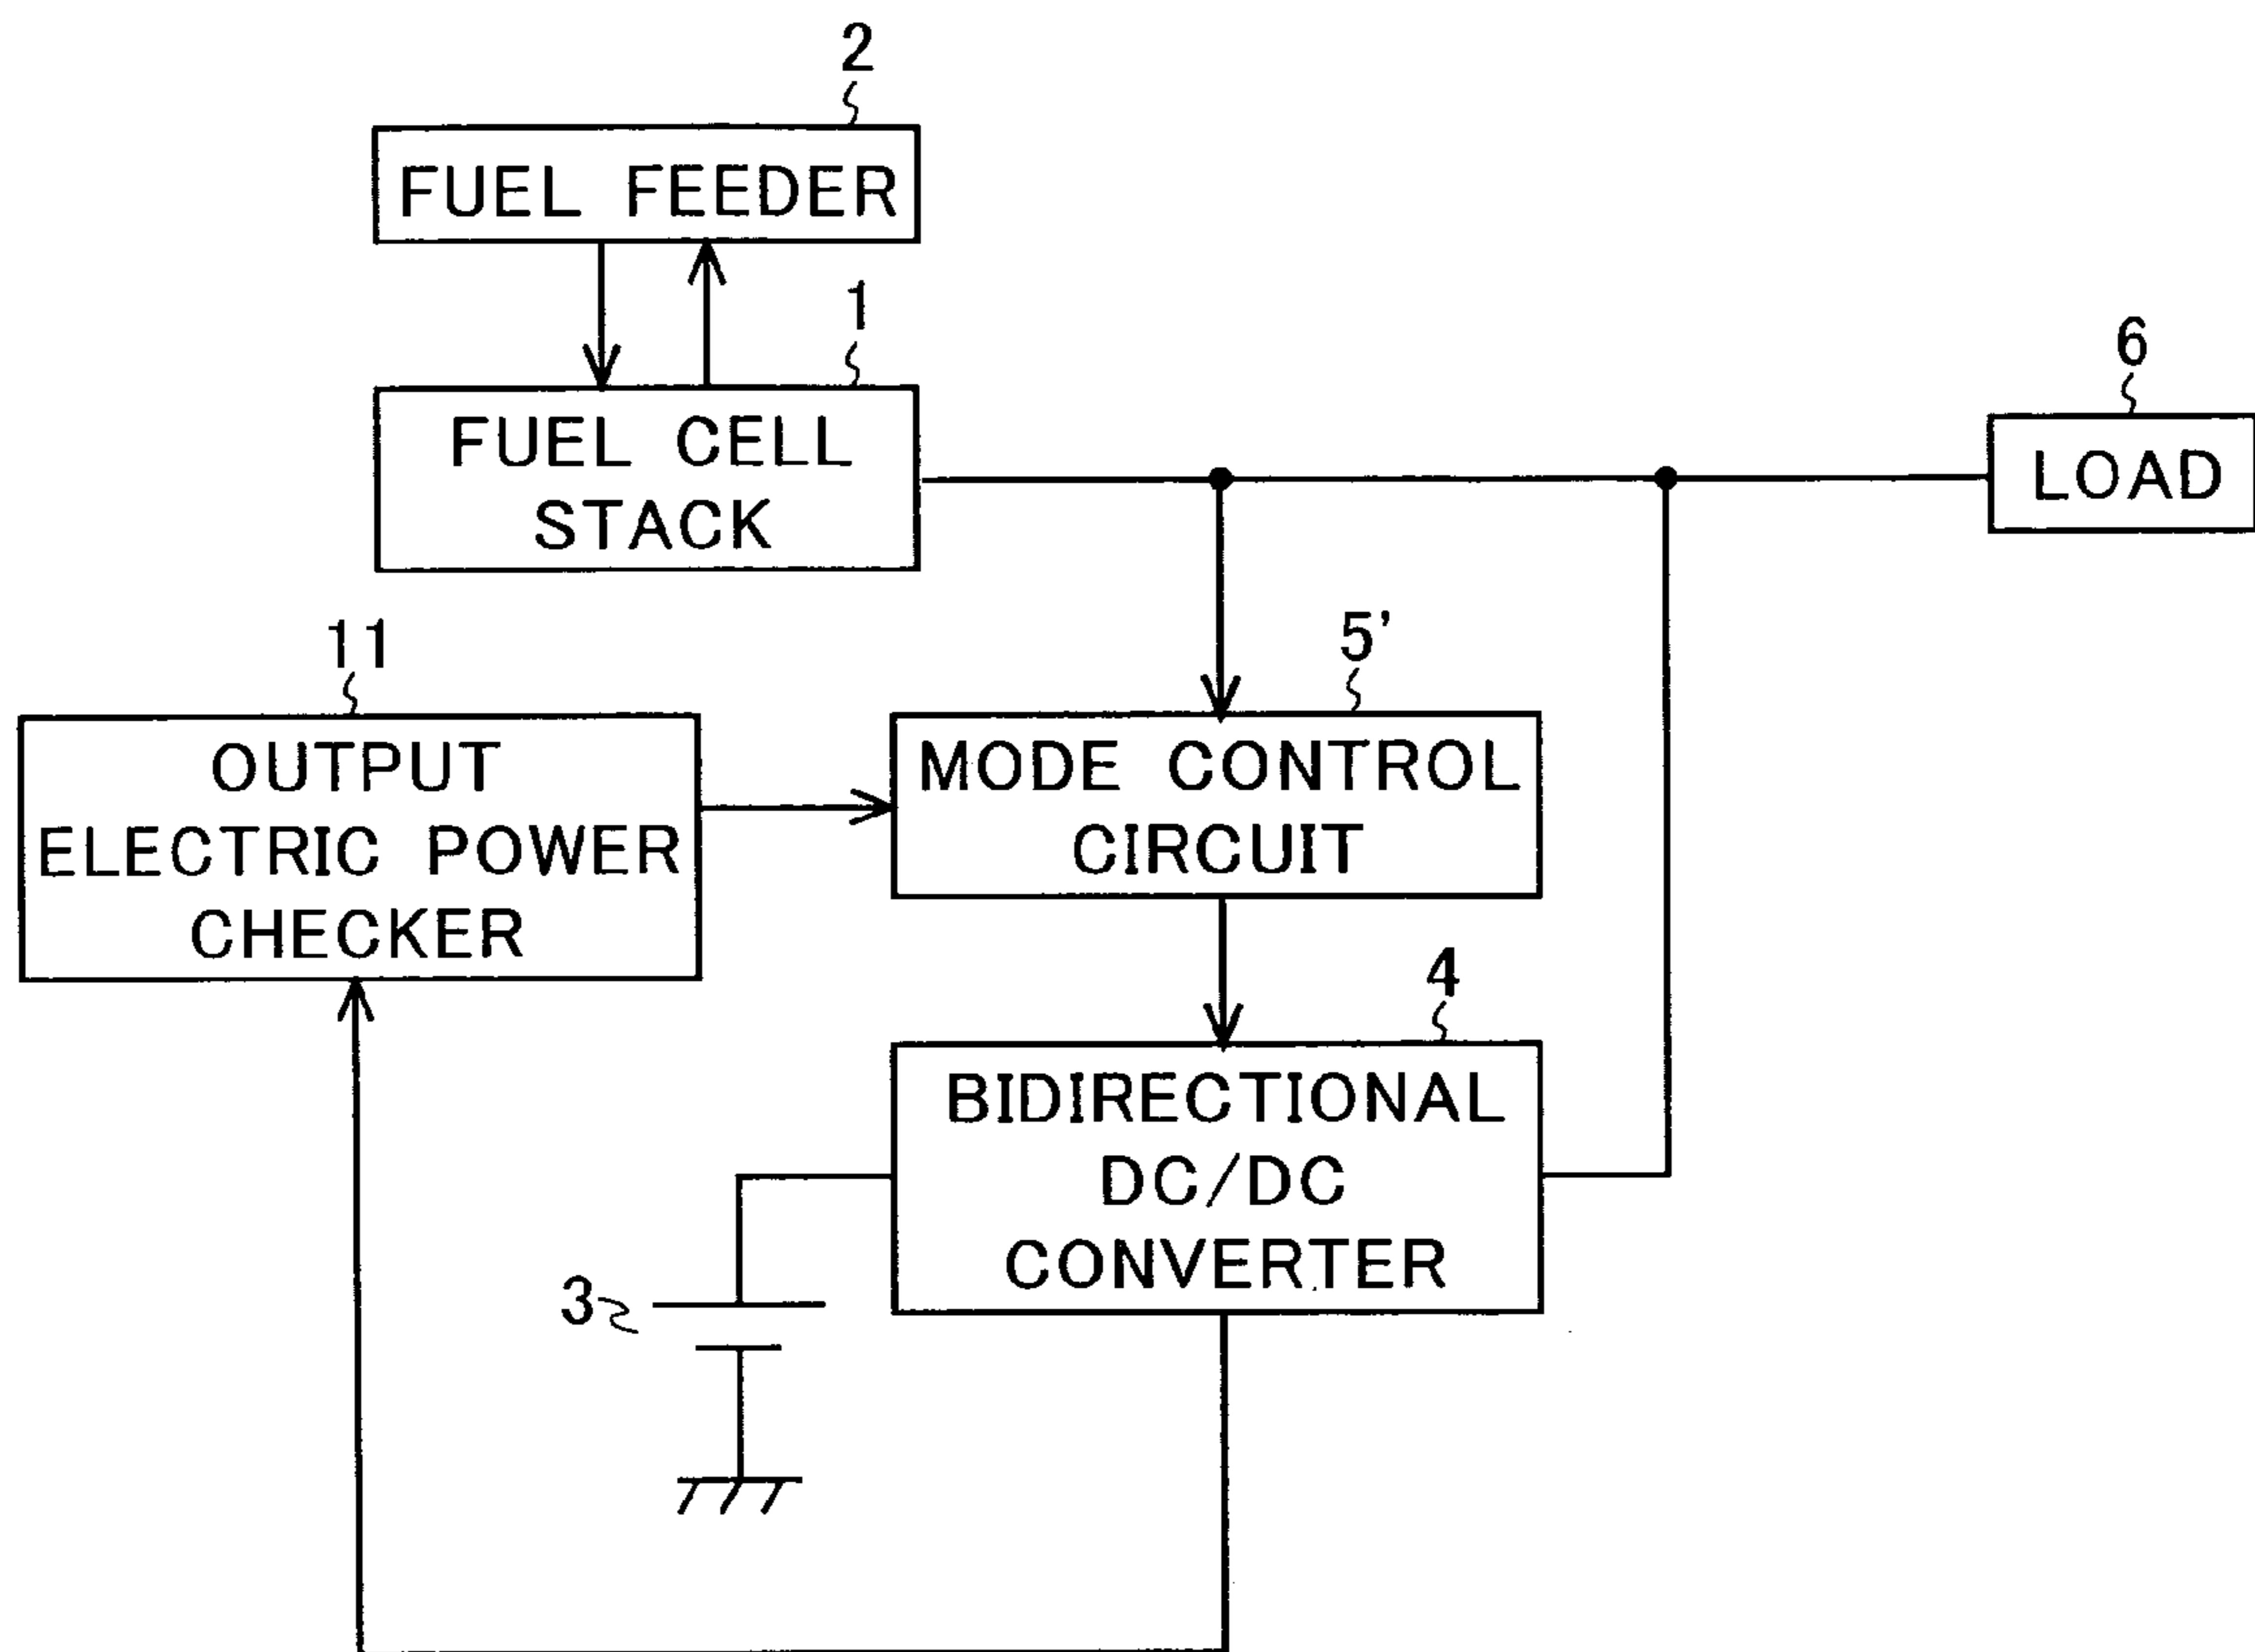 2
FUEL FEEDER
1
FUEL CELL
STACK
6
LOAD
11
OUTPUT
ELECTRIC POWER
CHECKER
5'
MODE CONTROL
CIRCUIT
4
BIDIRECTIONAL
DC/DC
CONVERTER
3